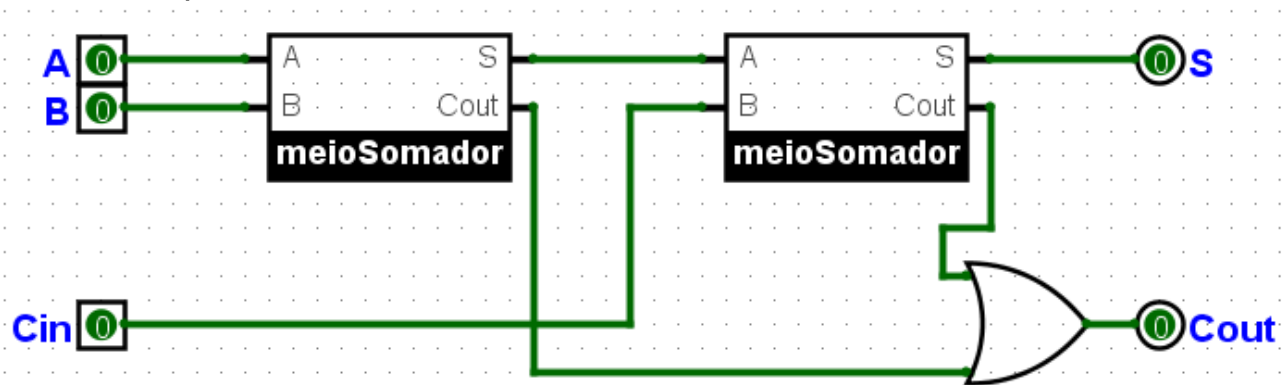 A 0 A S A S 0 S
B 0 B Cout B Cout
meioSomador meioSomador
Cin 0 0 Cout